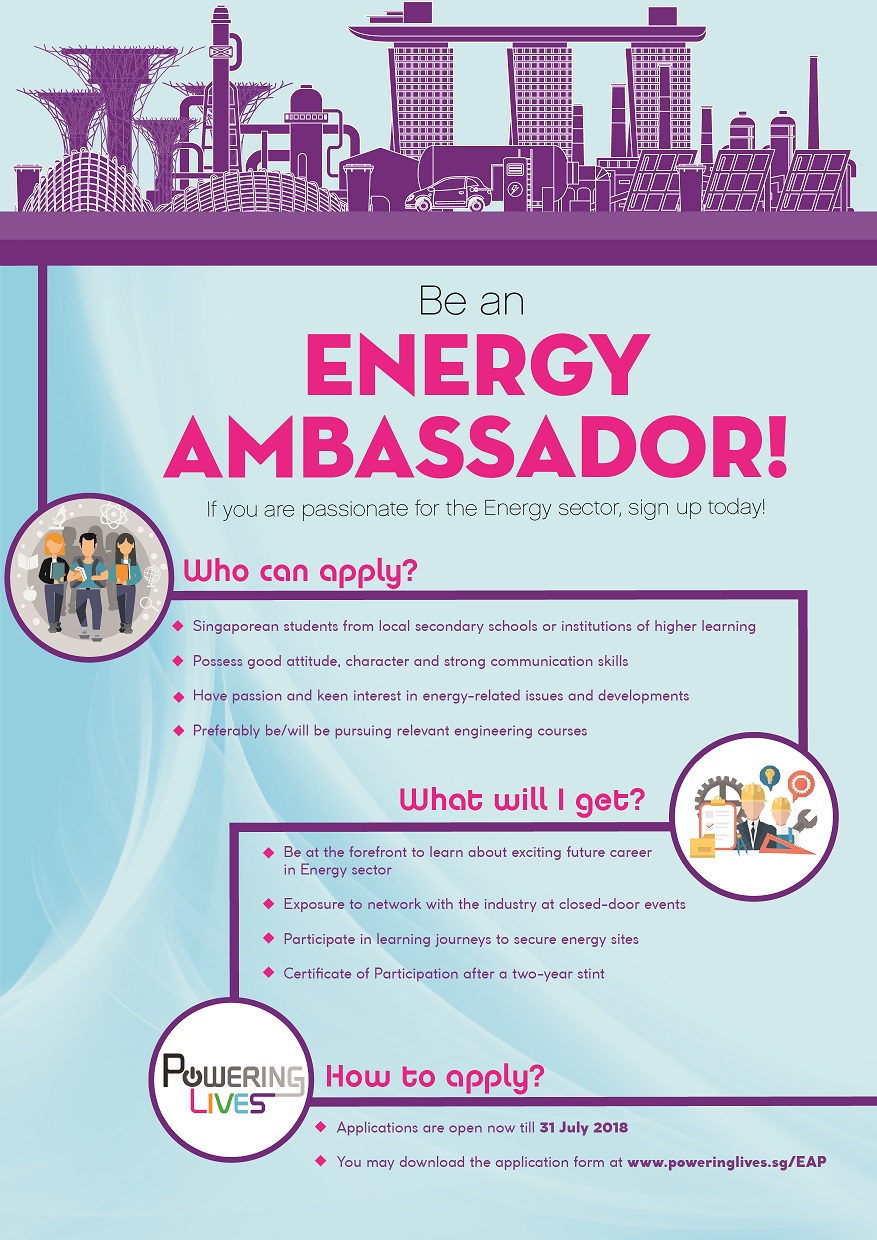 Be an
ENERGY
AMBASSADOR!
If you are passionate for the Energy sector, sign up today!
Who can apply?
Singaporean students from local secondary schools or institutions of higher learning
Possess good attitude, character and strong communication skills
Have passion and keen interest in energy-related issues and developments
Preferably be/will be pursuing relevant engineering courses
What will I get?
Be at the forefront to learn about exciting future career
in Energy sector
Exposure to network with the industry at closed-door events
Participate in learning journeys to secure energy sites
Certificate of Participation after a two-year stint
POWERING
LIVES
How to apply?
Applications are open now till 31 July 2018
You may download the application form at www.poweringlives.sg/EAP